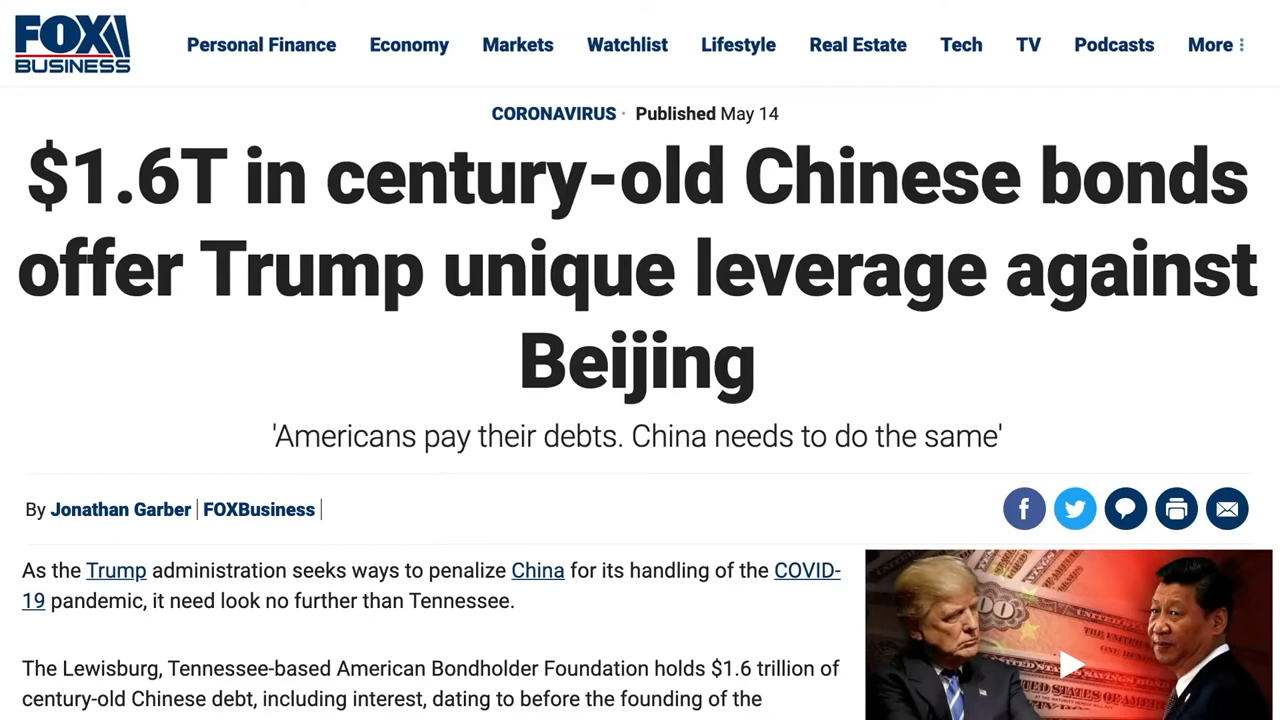 FOX
BUSINESS
Personal Finance Economy Markets Watchlist Lifestyle Real Estate Tech TV Podcasts More
CORONAVIRUS · Published May 14
$1.6T in century-old Chinese bonds
offer Trump unique leverage against
Beijing
'Americans pay their debts. China needs to do the same'
By Jonathan Garber | FOXBusiness |
As the Trump administration seeks ways to penalize China for its handling of the COVID-
19 pandemic, it need look no further than Tennessee.
The Lewisburg, Tennessee-based American Bondholder Foundation holds $1.6 trillion of
century-old Chinese debt, including interest, dating to before the founding of the